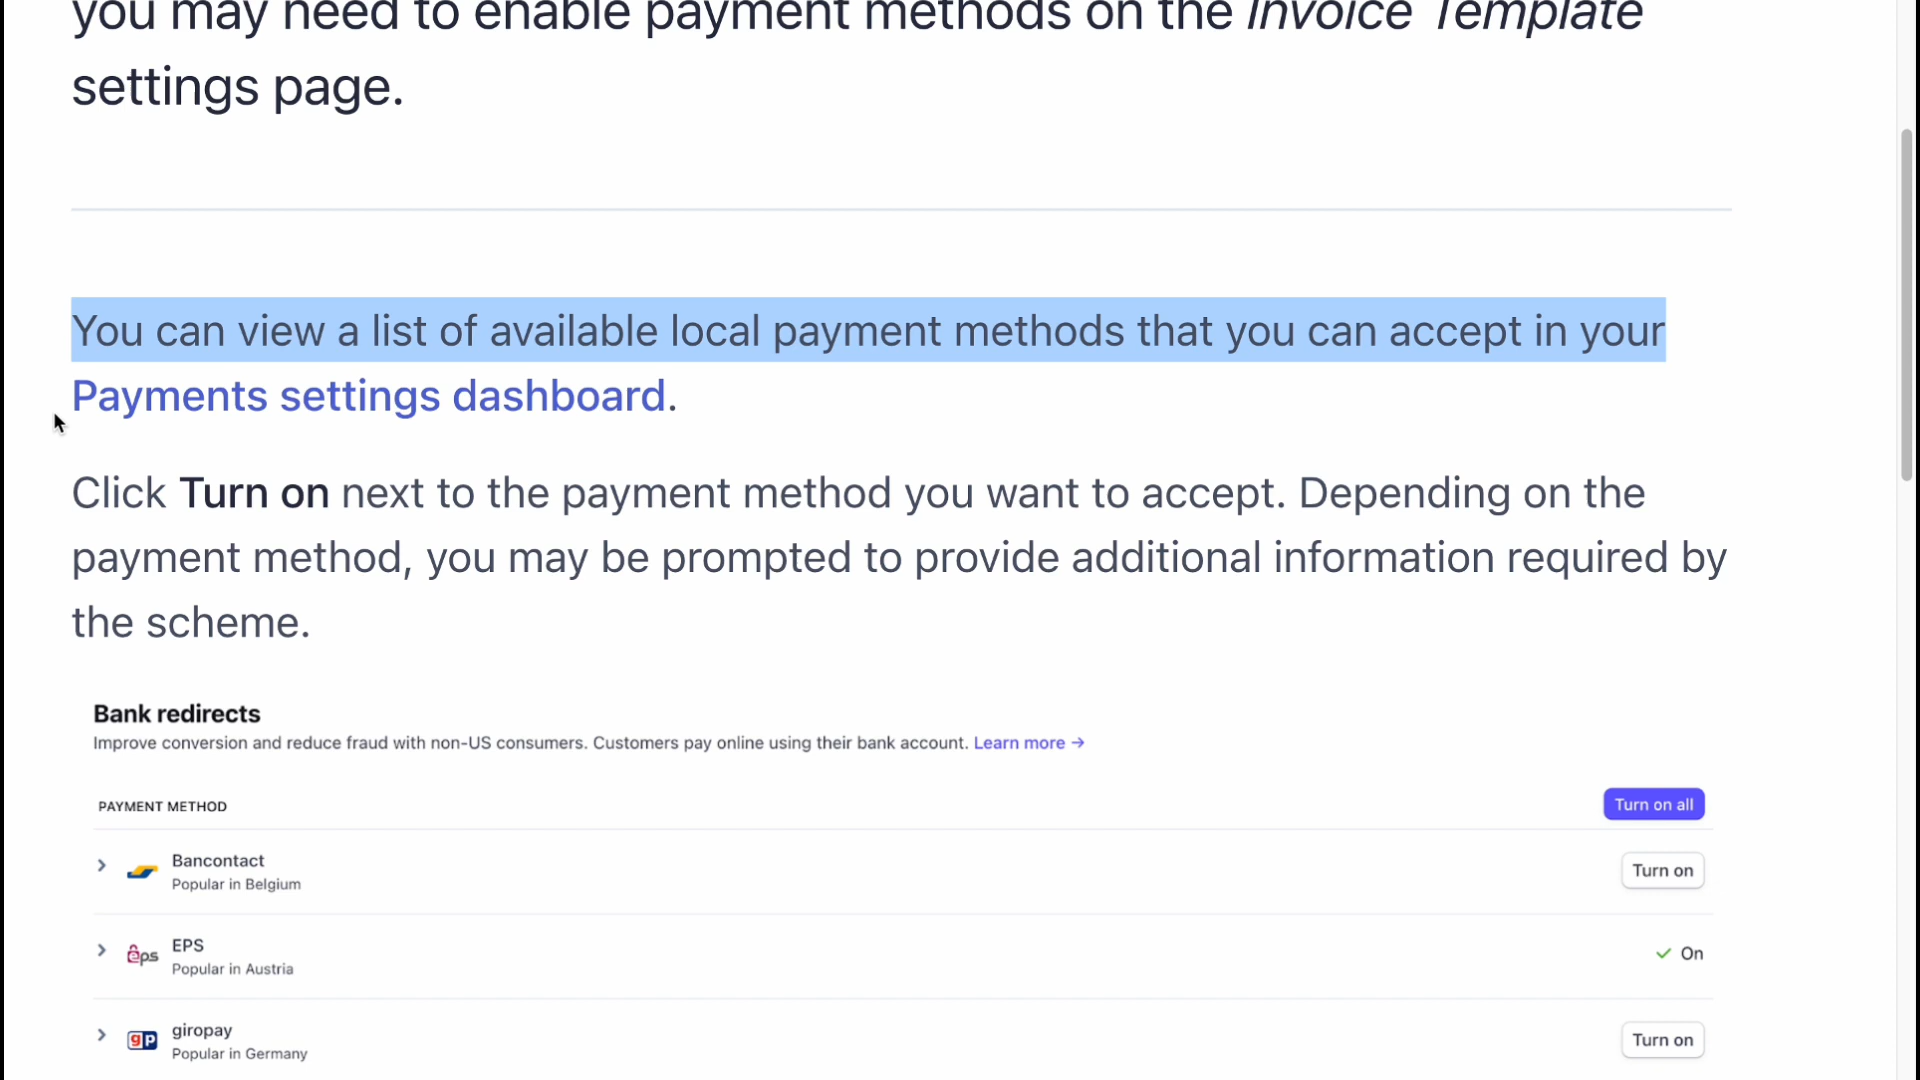 you may need to enable payment methods on the Invoice Template
settings page.
You can view a list of available local payment methods that you can accept in your
Payments settings dashboard.
Click Turn on next to the payment method you want to accept. Depending on the
payment method, you may be prompted to provide additional information required by
the scheme.
Bank redirects
Improve conversion and reduce fraud with non-US consumers. Customers pay online using their bank account. Learn more →
PAYMENT METHOD
Turn on all
Bancontact
Popular in Belgium
Turn on
eps
EPS
Popular in Austria
On
gp
giropay
Popular in Germany
Turn on